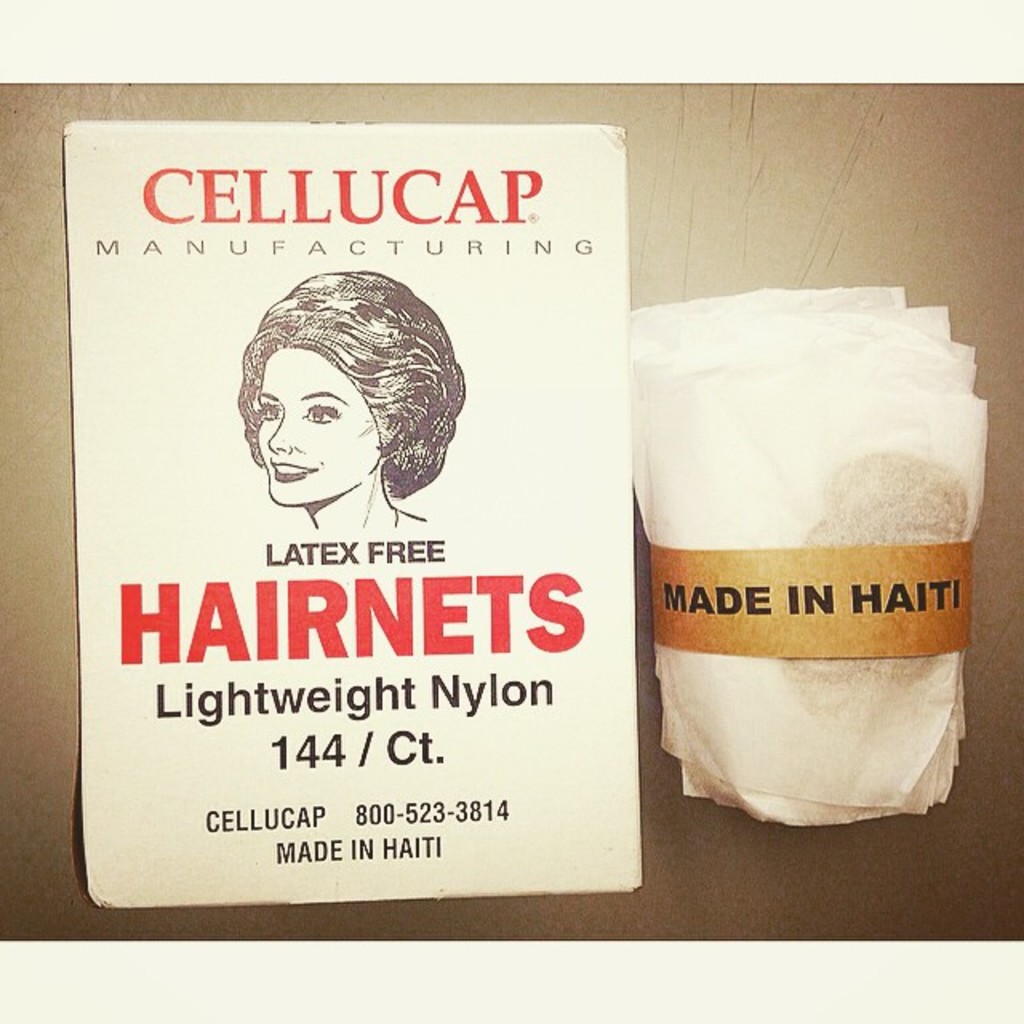 CELLUCAP®
MANUFACTURING
LATEX FREE
HAIRNETS
Lightweight Nylon
144 / Ct.
CELLUCAP 800-523-3814
MADE IN HAITI
MADE IN HAITI